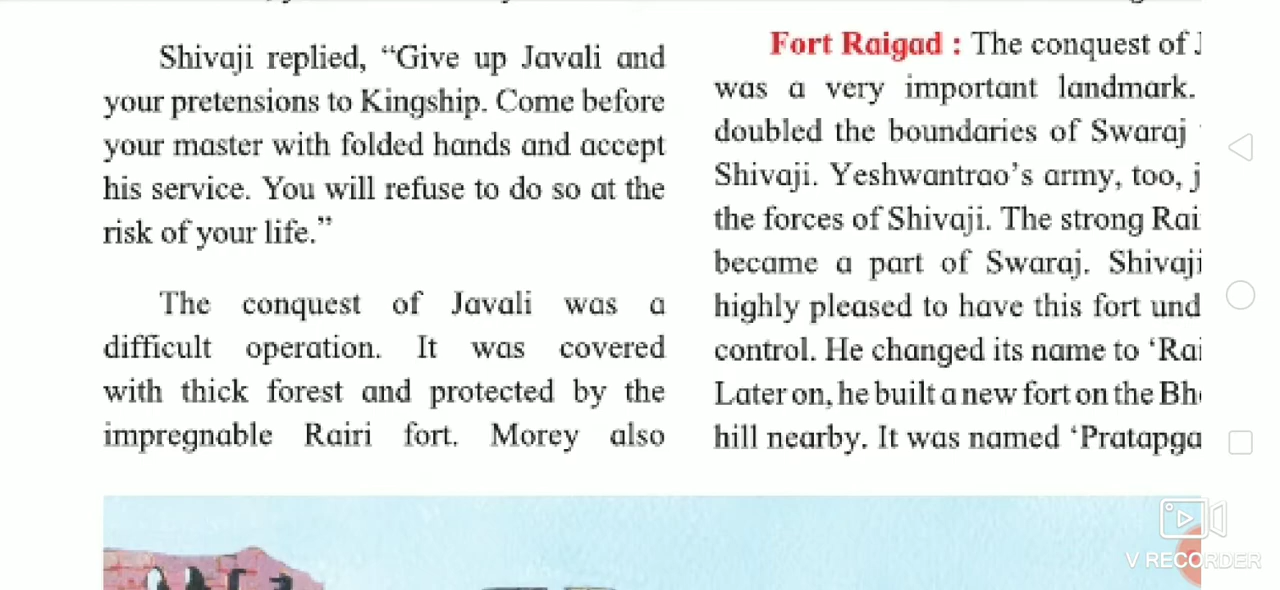 Shivaji replied, “Give up Javali and
your pretensions to Kingship. Come before
your master with folded hands and accept
his service. You will refuse to do so at the
risk of your life.”
The conquest of Javali was a
difficult operation. It was covered
with thick forest and protected by the
impregnable Rairi fort. Morey also
Fort Raigad : The conquest of J
was a very important landmark.
doubled the boundaries of Swaraj
Shivaji. Yeshwantrao’s army, too, j
the forces of Shivaji. The strong Rai
became a part of Swaraj. Shivaji
highly pleased to have this fort und
control. He changed its name to ‘Rai
Later on, he built a new fort on the Bh
hill nearby. It was named ‘Pratapga
V RECORDER